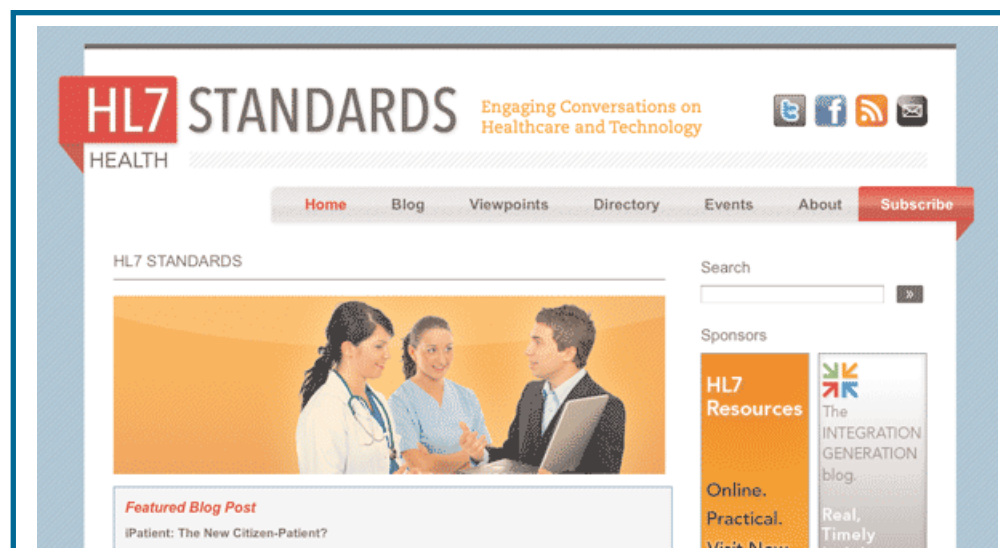 HL7 STANDARDS
HEALTH
Engaging Conversations on
Healthcare and Technology
Home Blog Viewpoints Directory Events About Subscribe
HL7 STANDARDS
Featured Blog Post
iPatient: The New Citizen-Patient?
Search
»
Sponsors
HL7
Resources
Online.
Practical.
Visit Now
The
INTEGRATION
GENERATION
blog.
Real,
Timely